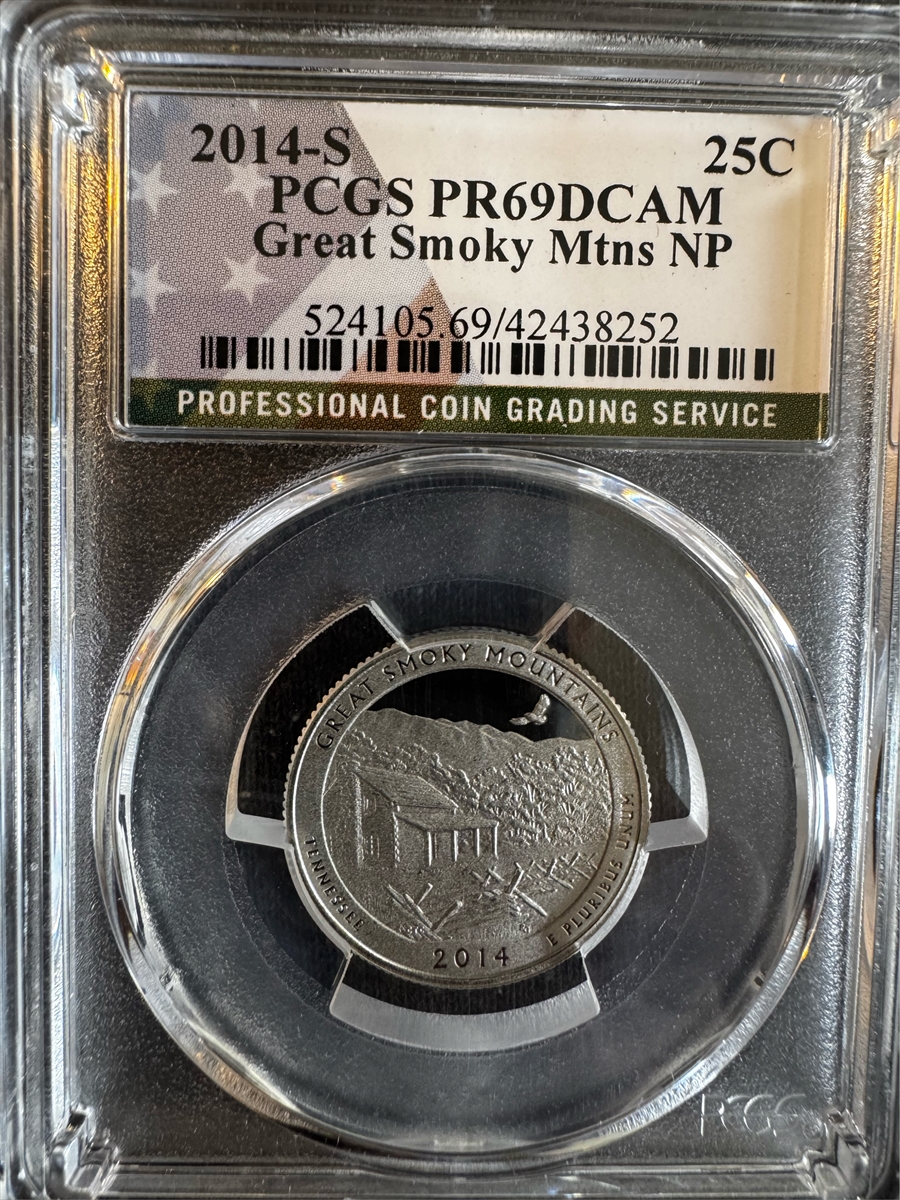 2014-S 25C
PCGS PR69DCAM
Great Smoky Mtns NP
524105.69/42438252
PROFESSIONAL COIN GRADING SERVICE
GREAT SMOKY MOUNTAINS
TENNESSEE
E PLURIBUS UNUM
2014
PCGS